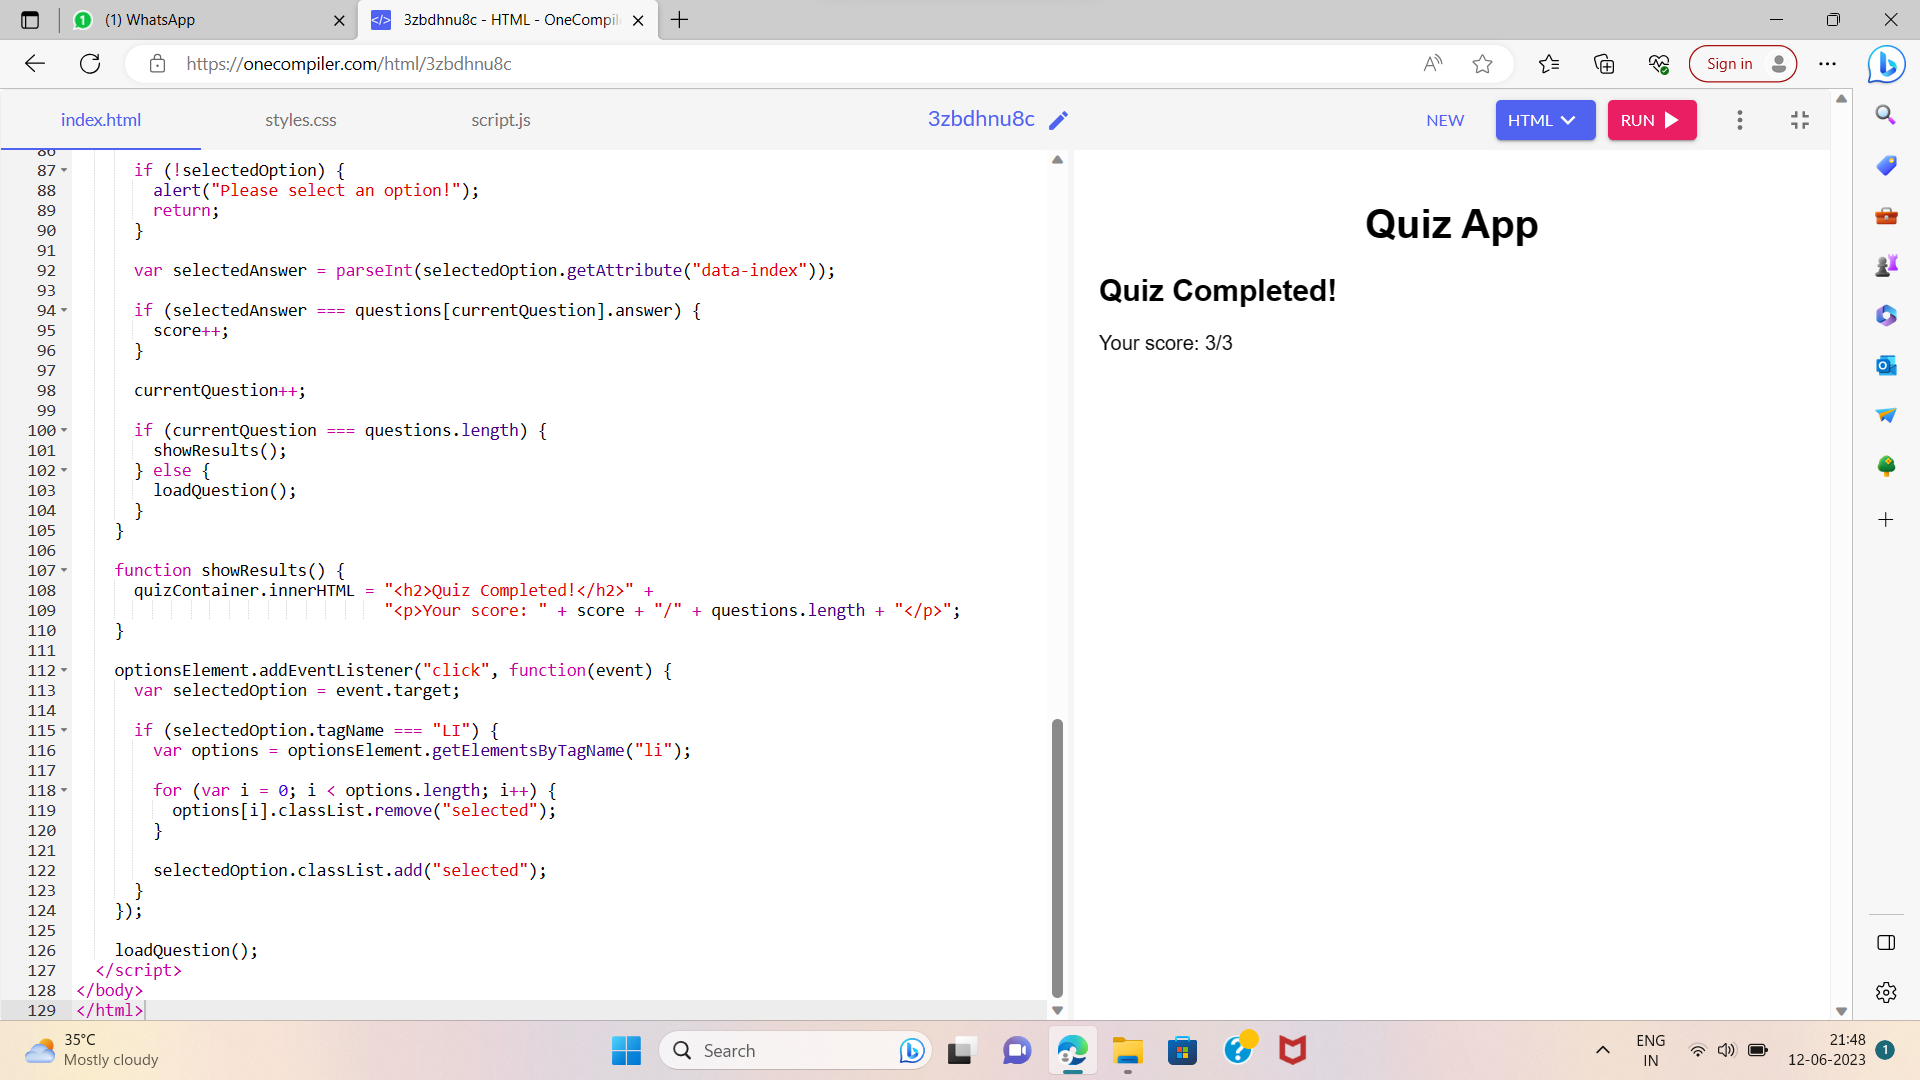 (1) WhatsApp
3zbdhnu8c - HTML - OneCompil
https://onecompiler.com/html/3zbdhnu8c
Sign in
index.html
styles.css
script.js
3zbdhnu8c
NEW
HTML
RUN
86
87 if (!selectedOption) {
88 alert("Please select an option!");
89 return;
90 }
91
92 var selectedAnswer = parseInt(selectedOption.getAttribute("data-index"));
93
94 if (selectedAnswer === questions[currentQuestion].answer) {
95 score++;
96 }
97
98 currentQuestion++;
99
100 if (currentQuestion === questions.length) {
101 showResults();
102 } else {
103 loadQuestion();
104 }
105 }
106
107 function showResults() {
108 quizContainer.innerHTML = "<h2>Quiz Completed!</h2>" +
109 "<p>Your score: " + score + "/" + questions.length + "</p>";
110 }
111
112 optionsElement.addEventListener("click", function(event) {
113 var selectedOption = event.target;
114
115 if (selectedOption.tagName === "LI") {
116 var options = optionsElement.getElementsByTagName("li");
117
118 for (var i = 0; i < options.length; i++) {
119 options[i].classList.remove("selected");
120 }
121
122 selectedOption.classList.add("selected");
123 }
124 });
125
126 loadQuestion();
127 </script>
128 </body>
129 </html>
Quiz App
Quiz Completed!
Your score: 3/3
35°C
Mostly cloudy
Search
ENG
IN
21:48
12-06-2023
1